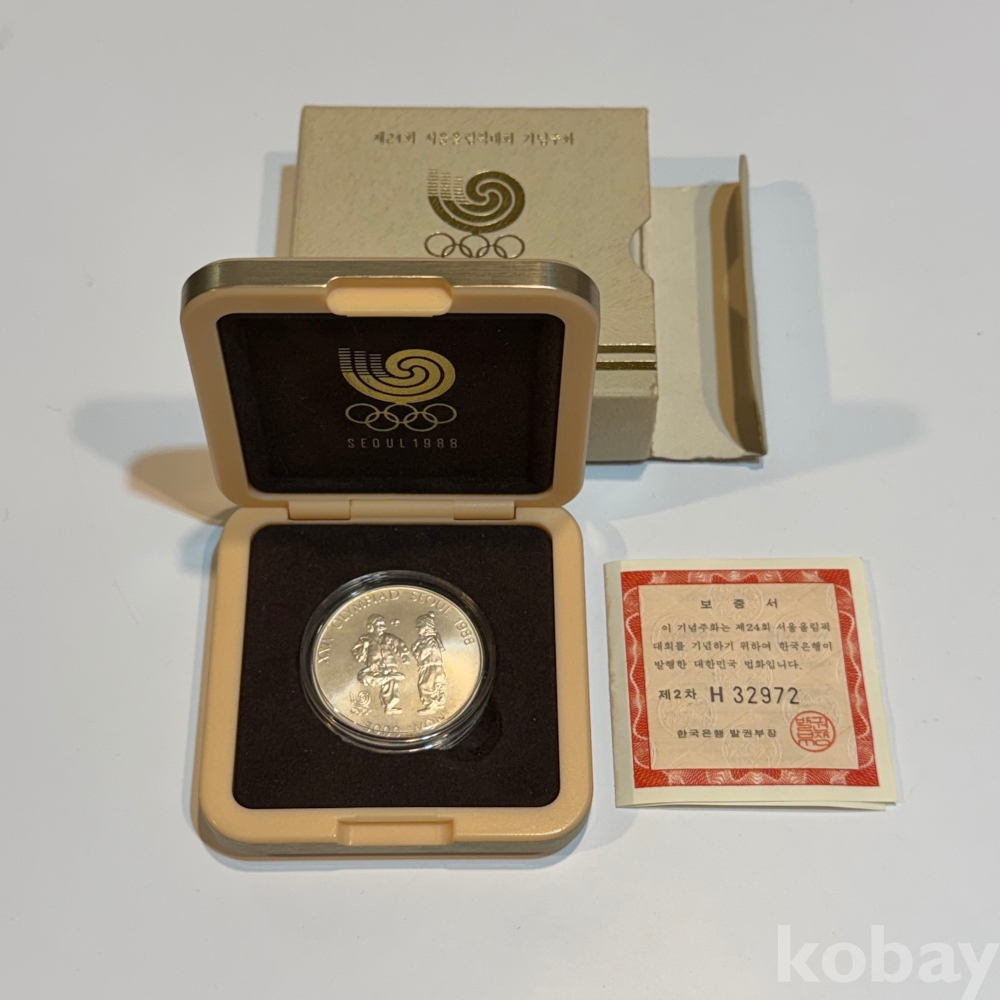 제24회 서울올림픽대회 기념주화
SEOUL 1988
XXIV OLYMPIAD SEOUL 1988
WON
보증서
이 기념주화는 제24회 서울올림픽
대회를 기념하기 위하여 한국은행이
발행한 대한민국 법화입니다.
제2차 H 32972
한국은행 발권부장
kobay